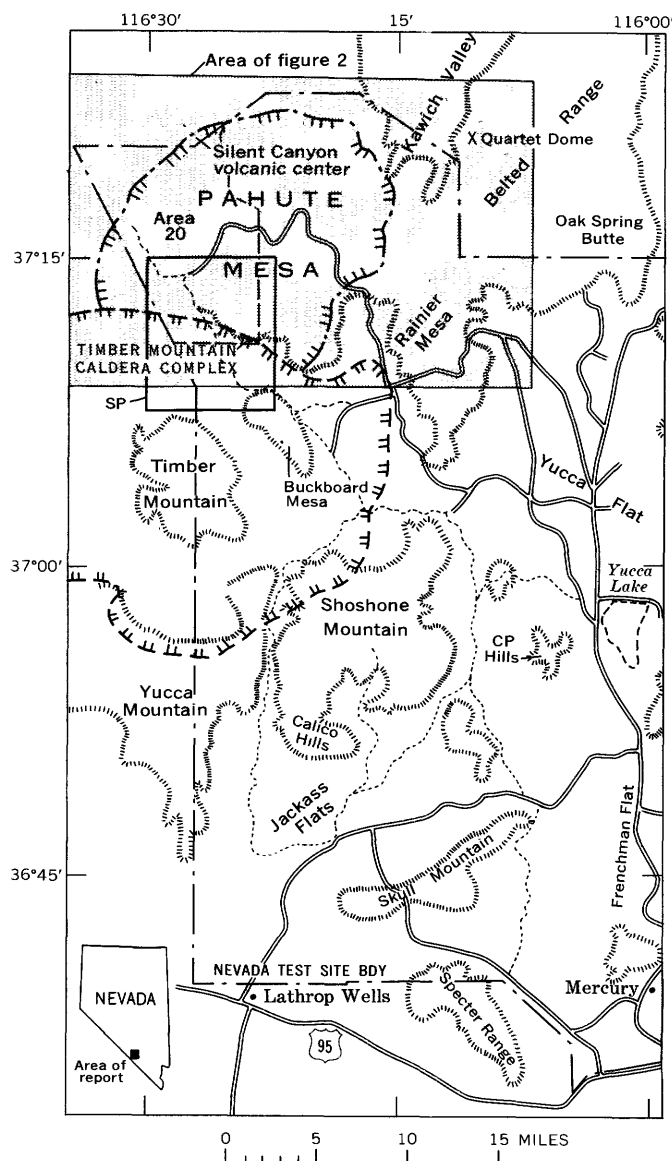 116°30′
15′
116°00′
Area of figure 2
Kawich Valley
Belted Range
X Quartet Dome
Silent Canyon
volcanic center
PAHUTE
Area
20
Oak Spring
Butte
37°15′
MESA
Rainier
Mesa
TIMBER MOUNTAIN
CALDERA COMPLEX
SP
Timber
Mountain
Buckboard
Mesa
Yucca
Flat
37°00′
Yucca
Lake
Shoshone
Mountain
CP
Hills
Yucca
Mountain
Calico
Hills
Jackass
Flats
Frenchman Flat
36°45′
Skull Mountain
NEVADA TEST SITE BDY
NEVADA
Lathrop Wells
Mercury
Specter Range
95
Area of
report
0 5 10 15 MILES